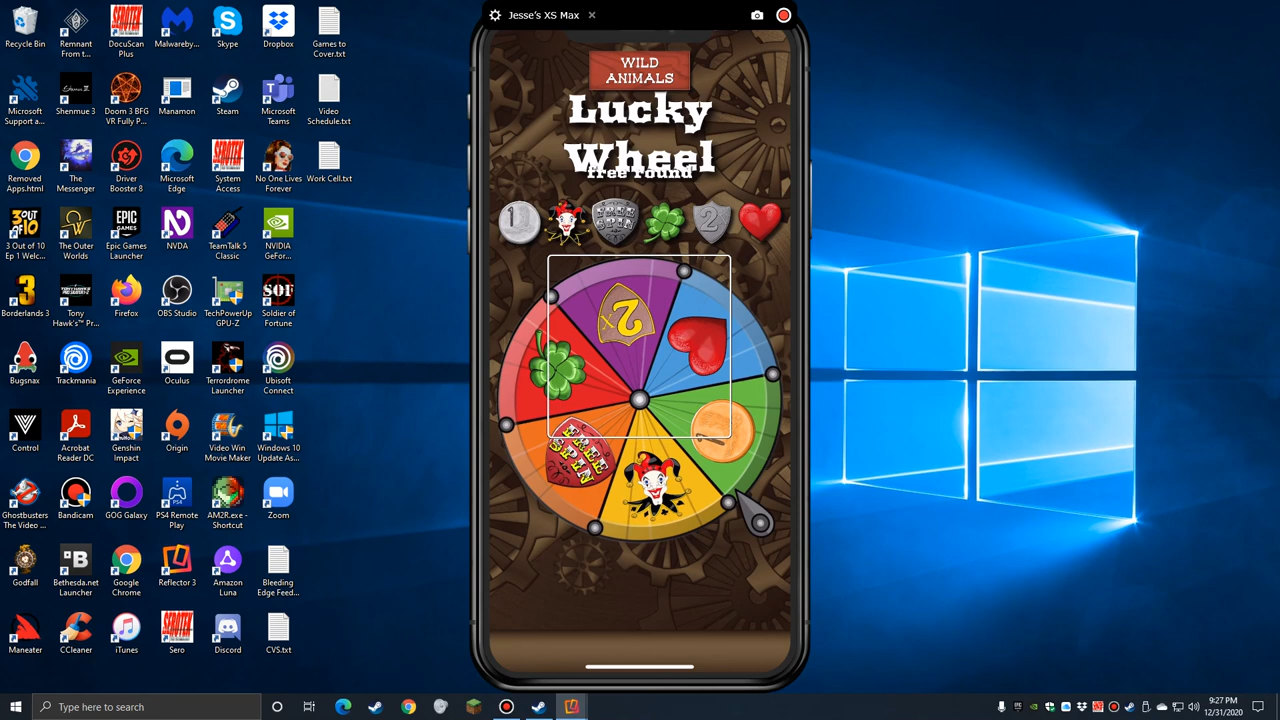 Jesse's XS Max
WILD
ANIMALS
Lucky
Wheel
free round
1
FREE
SPIN
2
2x
FREE
SPIN
Recycle Bin
Remnant
From t...
DocuScan
Plus
Malwareby...
Skype
Dropbox
Games to
Cover.txt
Microsoft
Support a...
Shenmue 3
Doom 3 BFG
VR Fully P...
Manamon
Steam
Microsoft
Teams
Video
Schedule.txt
Removed
Apps.html
The
Messenger
Driver
Booster 8
Microsoft
Edge
System
Access
No One Lives
Forever
Work Cell.txt
3 Out of 10
Ep 1 Welc...
The Outer
Worlds
Epic Games
Launcher
NVDA
TeamTalk 5
Classic
NVIDIA
GeFor...
Borderlands 3
Tony
Hawk's™ Pr...
Firefox
OBS Studio
TechPowerUp
GPU-Z
Soldier of
Fortune
Bugsnax
Trackmania
GeForce
Experience
Oculus
Terrordrome
Launcher
Ubisoft
Connect
Control
Acrobat
Reader DC
Genshin
Impact
Origin
Video Win
Movie Maker
Windows 10
Update As...
Ghostbusters
The Video ...
Bandicam
GOG Galaxy
PS4 Remote
Play
AM2R.exe -
Shortcut
Zoom
Godfall
Bethesda.net
Launcher
Google
Chrome
Reflector 3
Amazon
Luna
Bleeding
Edge Feed...
Maneater
CCleaner
iTunes
Sero
Discord
CVS.txt
Type here to search
9:27 PM
12/31/2020